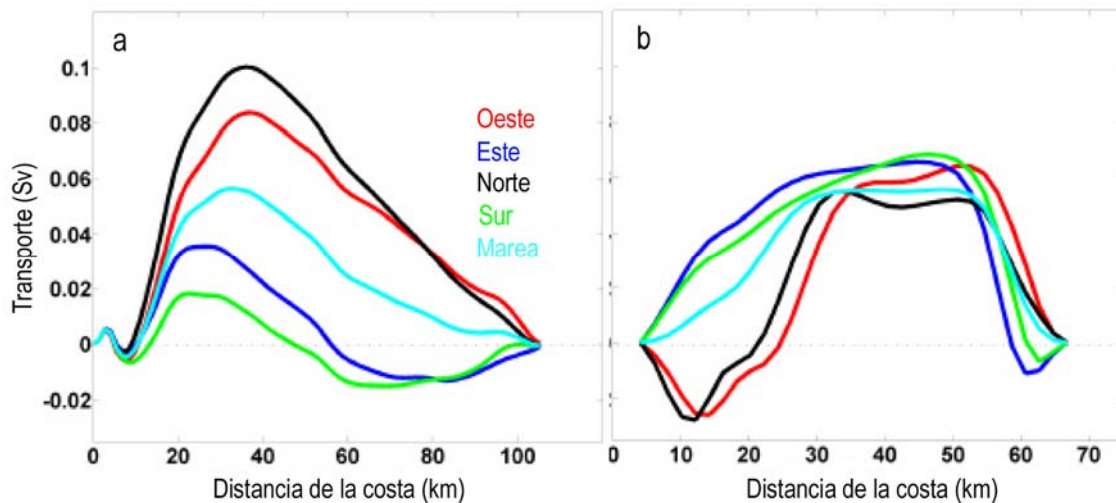 a
0.1
0.08
0.06
0.04
0.02
0
-0.02
Transporte (Sv)
Oeste
Este
Norte
Sur
Marea
0 20 40 60 80 100
Distancia de la costa (km)
b
0 10 20 30 40 50 60 70
Distancia de la costa (km)